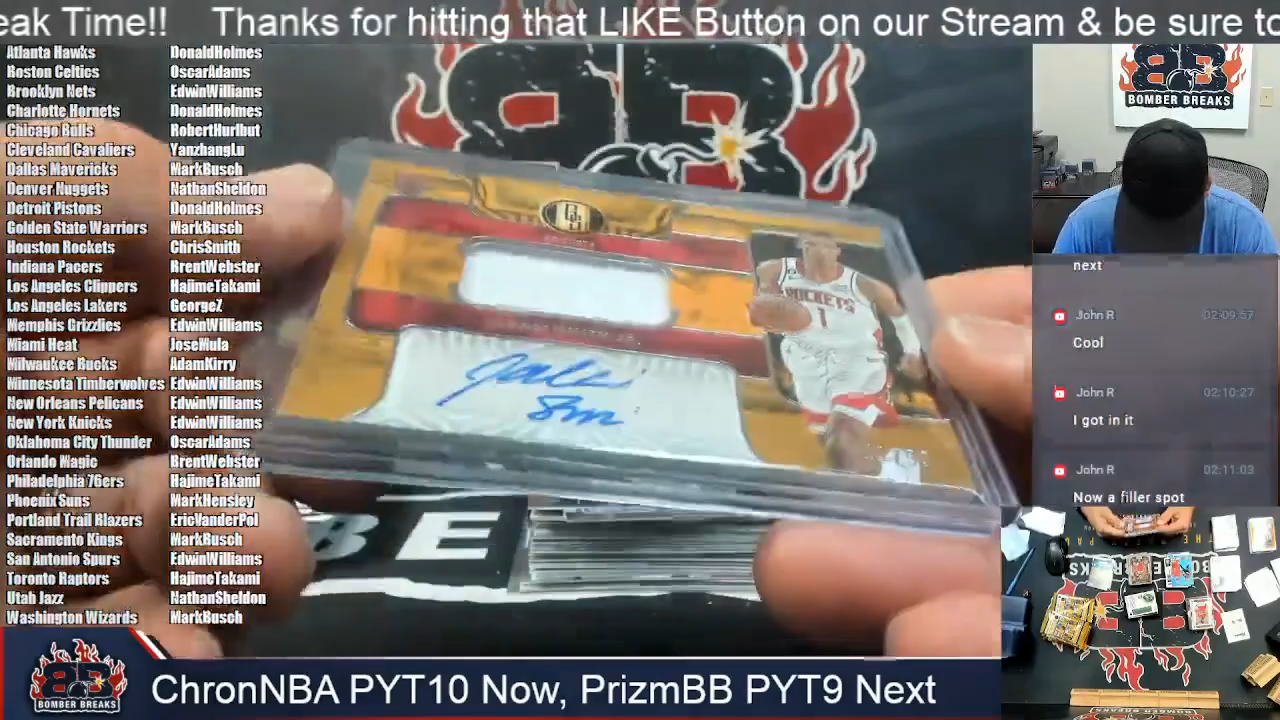 eak Time!! Thanks for hitting that LIKE Button on our Stream & be sure to
Atlanta Hawks DonaldHolmes
Boston Celtics OscarAdams
Brooklyn Nets EdwinWilliams
Charlotte Hornets DonaldHolmes
Chicago Bulls RobertHurlbut
Cleveland Cavaliers YanzhangLu
Dallas Mavericks MarkBusch
Denver Nuggets NathanSheldon
Detroit Pistons DonaldHolmes
Golden State Warriors MarkBusch
Houston Rockets ChrisSmith
Indiana Pacers BrentWebster
Los Angeles Clippers HajimeTakami
Los Angeles Lakers GeorgeZ
Memphis Grizzlies EdwinWilliams
Miami Heat JoseMula
Milwaukee Bucks AdamKirry
Minnesota Timberwolves EdwinWilliams
New Orleans Pelicans EdwinWilliams
New York Knicks EdwinWilliams
Oklahoma City Thunder OscarAdams
Orlando Magic BrentWebster
Philadelphia 76ers HajimeTakami
Phoenix Suns MarkHensley
Portland Trail Blazers EricVanderPol
Sacramento Kings MarkBusch
San Antonio Spurs EdwinWilliams
Toronto Raptors HajimeTakami
Utah Jazz NathanSheldon
Washington Wizards MarkBusch
ROCKETS
1
BE
BOMBER BREAKS
next
John R 02:09:57
Cool
John R 02:10:27
I got in it
John R 02:11:03
Now a filler spot
BOMBER BREAKS
ChronNBA PYT10 Now, PrizmBB PYT9 Next